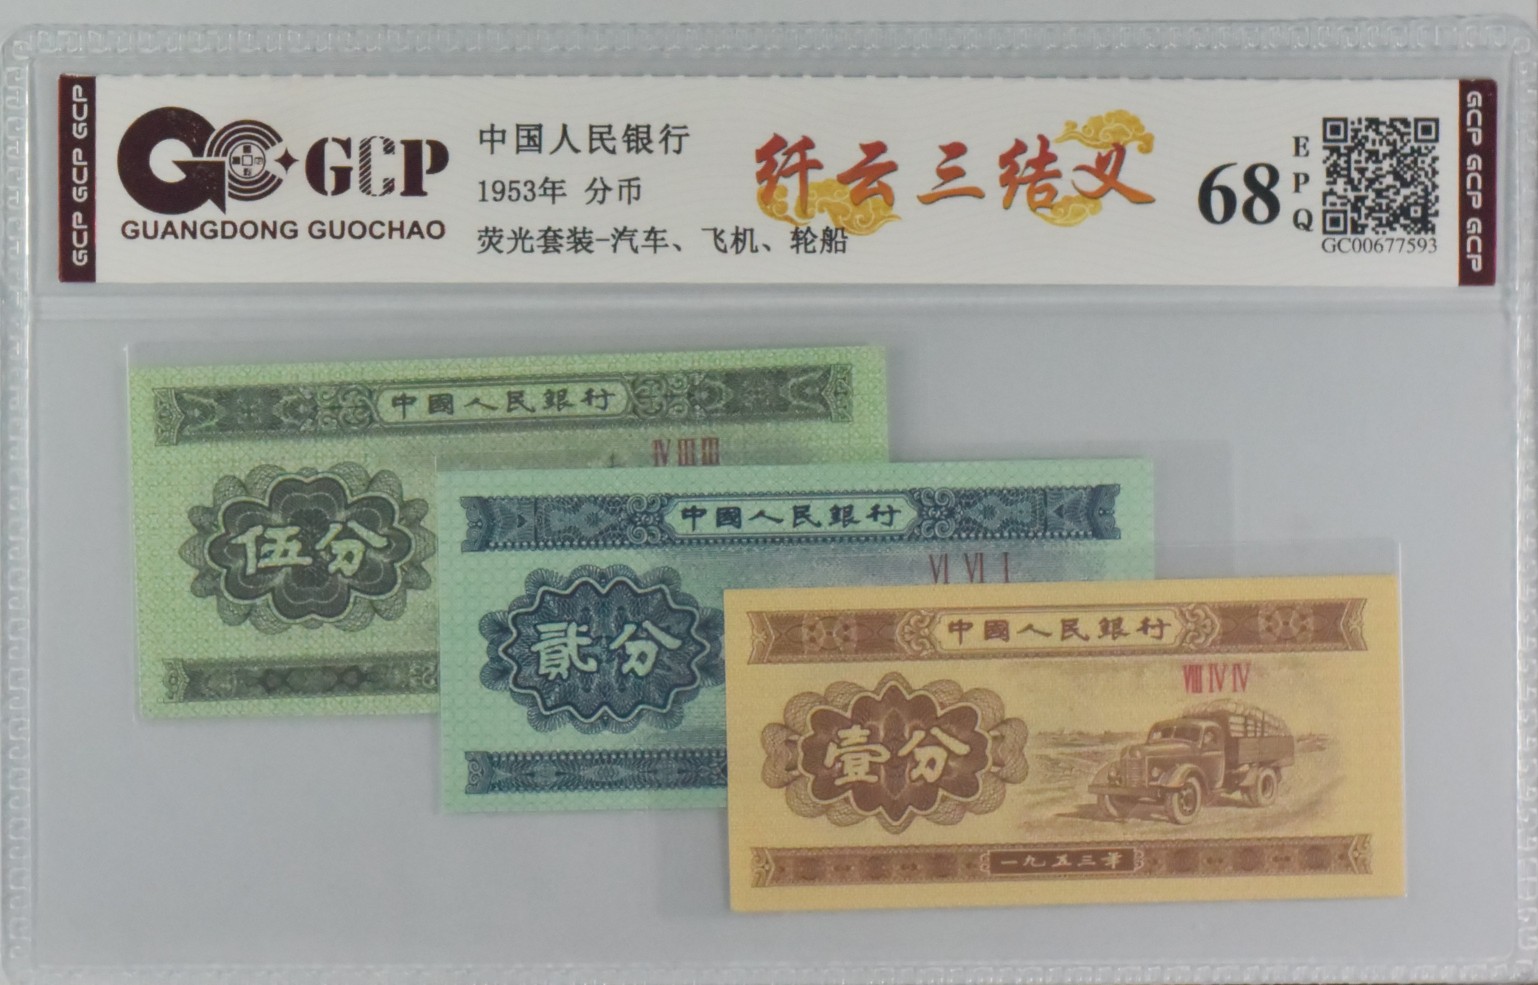 GCP GCP GCP
GCP
GUANGDONG GUOCHAO
中国人民银行
1953年 分币
荧光套装-汽车、飞机、轮船
纤云三结义
68
EPQ
GC00677593
GCP GCP GCP
中國人民銀行
Ⅳ Ⅲ Ⅲ
伍分
中國人民銀行
Ⅵ Ⅵ Ⅰ
貳分
中國人民銀行
Ⅷ Ⅳ Ⅳ
壹分
一九五三年